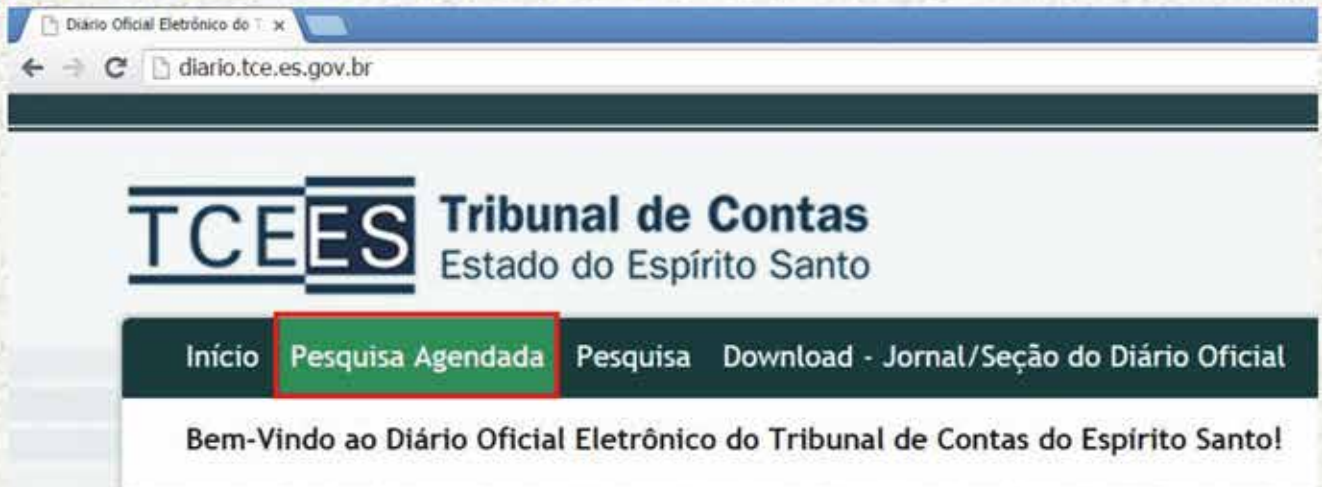 Diário Oficial Eletrônico do T
diario.tce.es.gov.br
TCEES Tribunal de Contas
Estado do Espírito Santo
Início Pesquisa Agendada Pesquisa Download - Jornal/Seção do Diário Oficial
Bem-Vindo ao Diário Oficial Eletrônico do Tribunal de Contas do Espírito Santo!